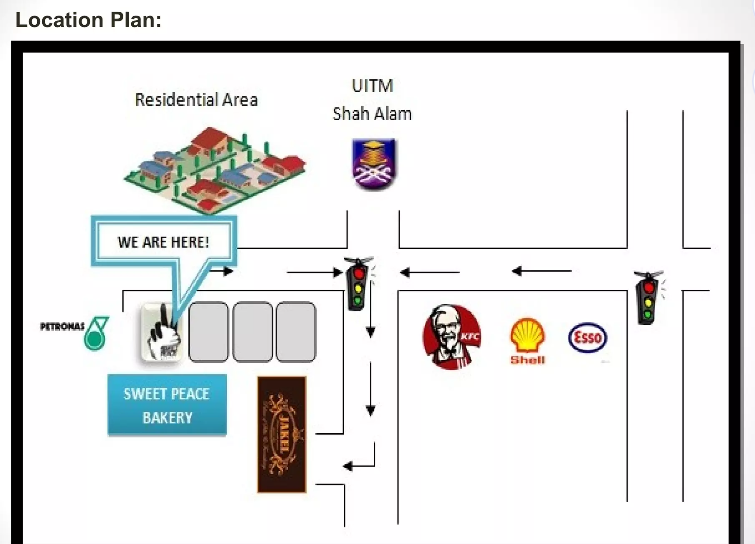 Location Plan:
UITM
Shah Alam
Residential Area
WE ARE HERE!
PETRONAS
KFC
Shell
ESSO
SWEET PEACE
BAKERY
JAKEL